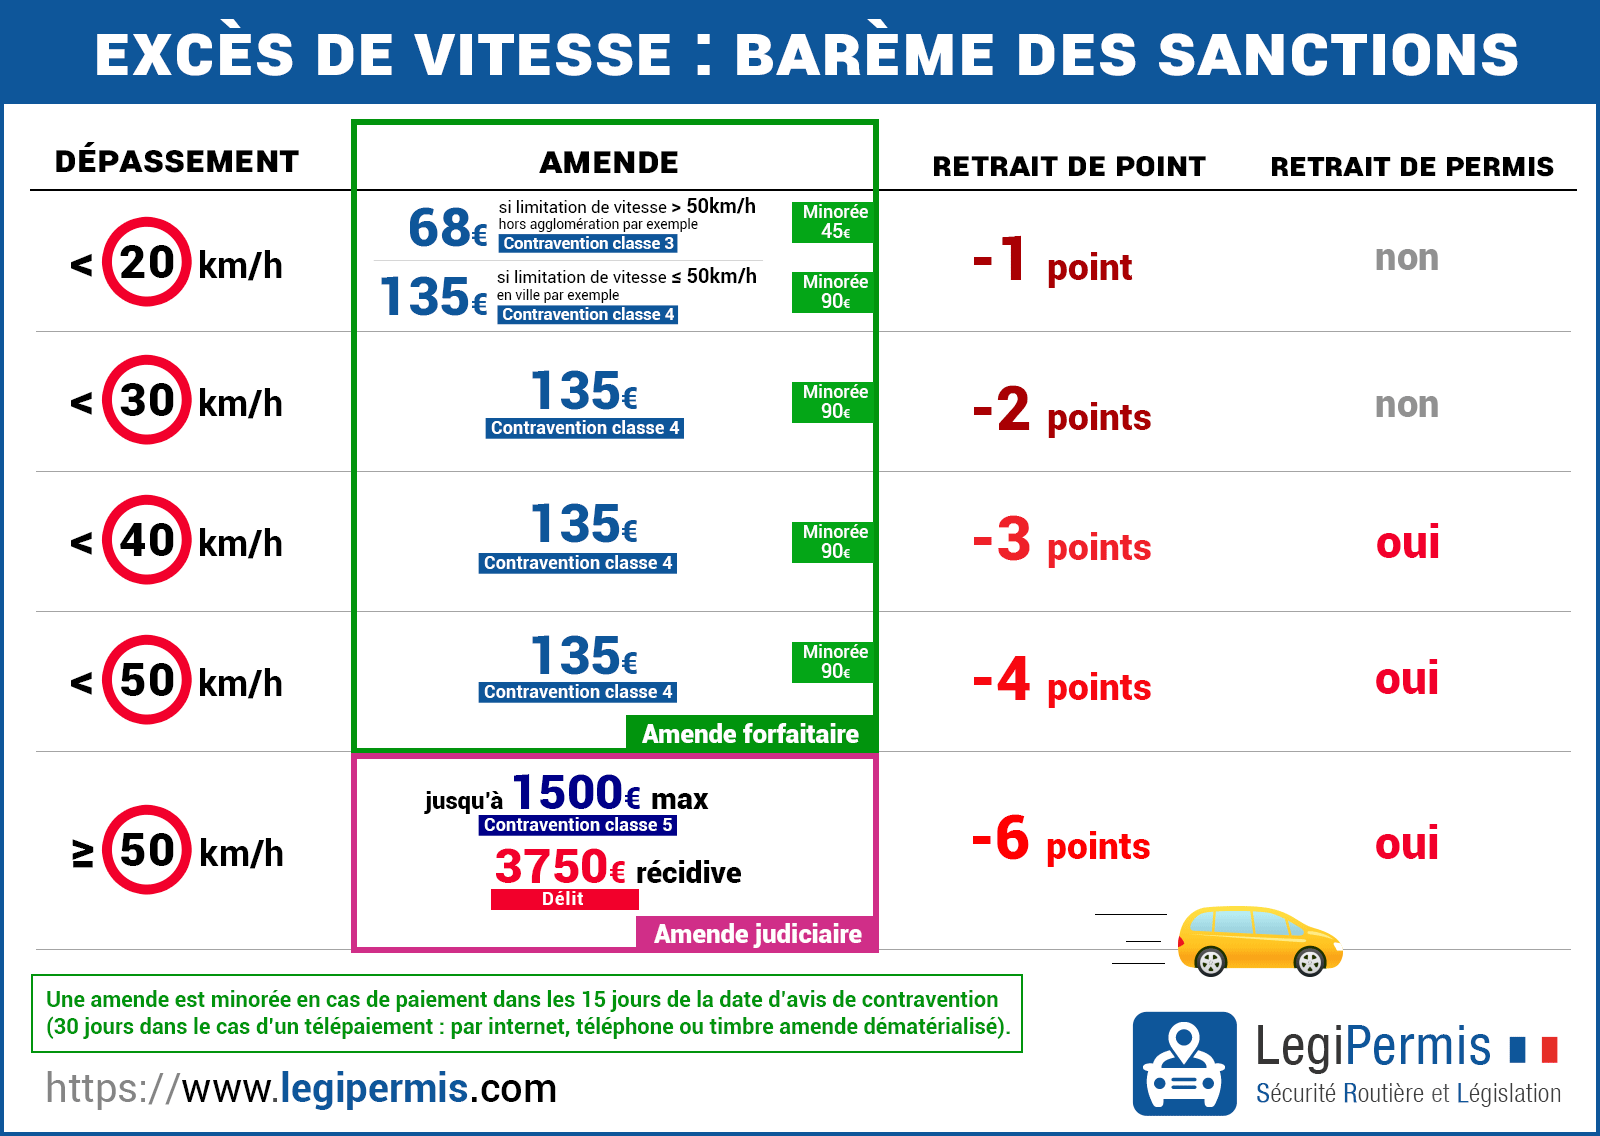 EXCÈS DE VITESSE : BARÈME DES SANCTIONS
DÉPASSEMENT
AMENDE
RETRAIT DE POINT
RETRAIT DE PERMIS
< 20 km/h
68€
si limitation de vitesse > 50km/h
hors agglomération par exemple
Contravention classe 3
Minorée
45€
135€
si limitation de vitesse ≤ 50km/h
en ville par exemple
Contravention classe 4
Minorée
90€
-1 point
non
< 30 km/h
135€
Contravention classe 4
Minorée
90€
-2 points
non
< 40 km/h
135€
Contravention classe 4
Minorée
90€
-3 points
oui
< 50 km/h
135€
Contravention classe 4
Minorée
90€
Amende forfaitaire
-4 points
oui
≥ 50 km/h
jusqu'à 1500€ max
Contravention classe 5
3750€ récidive
Délit
Amende judiciaire
-6 points
oui
Une amende est minorée en cas de paiement dans les 15 jours de la date d'avis de contravention
(30 jours dans le cas d'un télépaiement : par internet, téléphone ou timbre amende dématérialisé).
https://www.legipermis.com
LegiPermis
Sécurité Routière et Législation